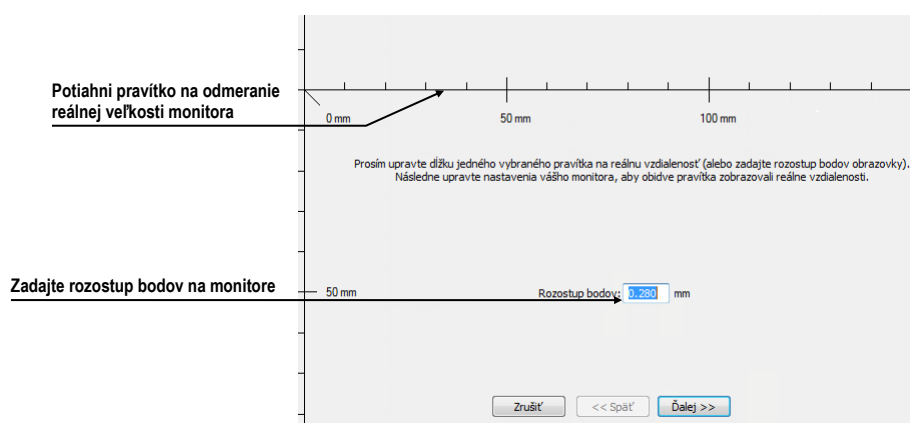 Potiahni pravítko na odmeranie
reálnej veľkosti monitora
0 mm
50 mm
100 mm
Prosím upravte dĺžku jedného vybraného pravítka na reálnu vzdialenosť (alebo zadajte rozostup bodov obrazovky).
Následne upravte nastavenia vášho monitora, aby obidve pravítka zobrazovali reálne vzdialenosti.
Zadajte rozostup bodov na monitore
50 mm
Rozostup bodov: 0.280 mm
Zrušiť
<< Späť
Ďalej >>